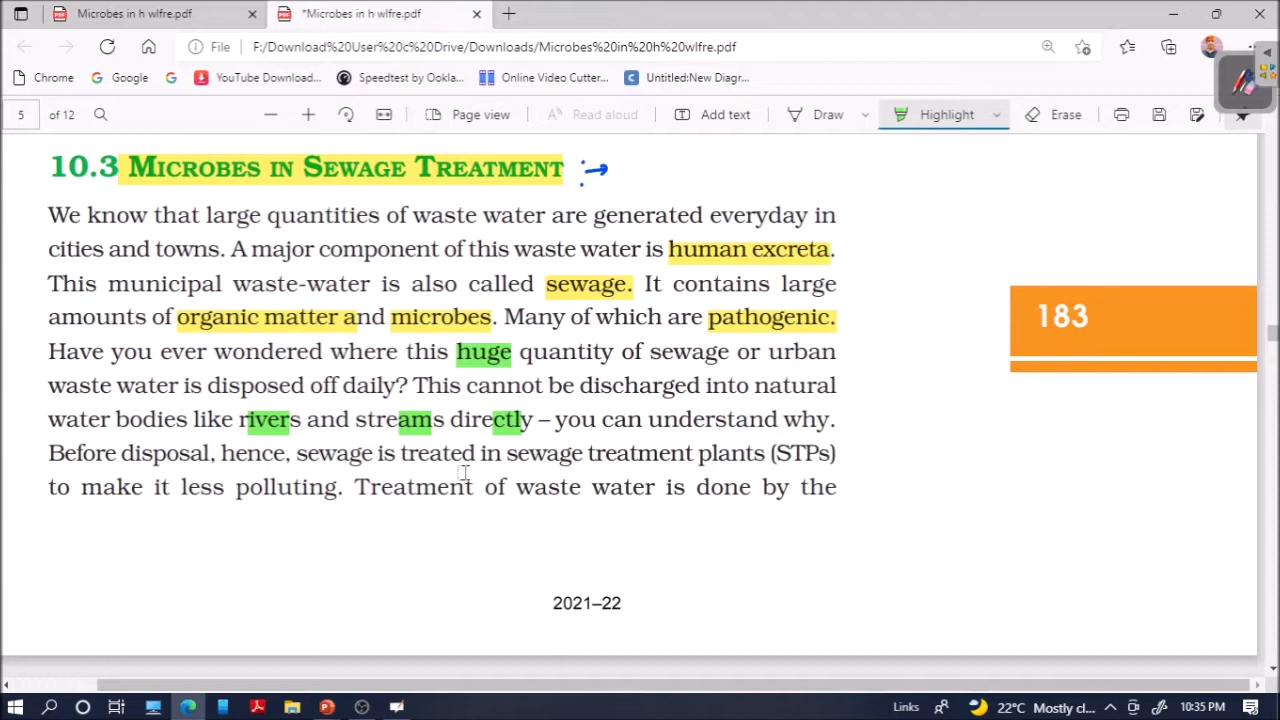 Microbes in h wlfre.pdf
*Microbes in h wlfre.pdf
File F:/Download%20User%20c%20Drive/Downloads/Microbes%20in%20h%20wlfre.pdf
Chrome Google YouTube Download... Speedtest by Ookla... Online Video Cutter... Untitled:New Diagr...
5 of 12 Page view Read aloud Add text Draw Highlight Erase
10.3 MICROBES IN SEWAGE TREATMENT
We know that large quantities of waste water are generated everyday in
cities and towns. A major component of this waste water is human excreta.
This municipal waste-water is also called sewage. It contains large
amounts of organic matter and microbes. Many of which are pathogenic.
Have you ever wondered where this huge quantity of sewage or urban
waste water is disposed off daily? This cannot be discharged into natural
water bodies like rivers and streams directly – you can understand why.
Before disposal, hence, sewage is treated in sewage treatment plants (STPs)
to make it less polluting. Treatment of waste water is done by the
183
2021–22
Links 22°C Mostly cl... 10:35 PM